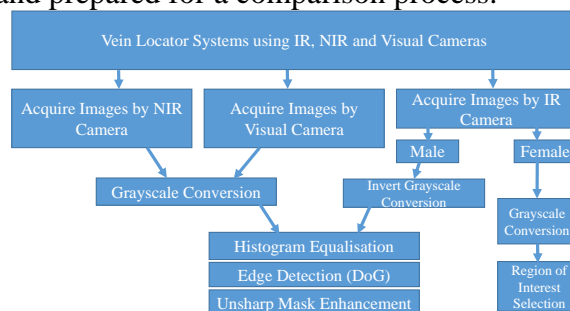 and prepared for a comparison process.
Vein Locator Systems using IR, NIR and Visual Cameras
Acquire Images by NIR
Camera
Acquire Images by
Visual Camera
Acquire Images by IR
Camera
Male
Female
Grayscale Conversion
Invert Grayscale
Conversion
Grayscale
Conversion
Histogram Equalisation
Edge Detection (DoG)
Unsharp Mask Enhancement
Region of
Interest
Selection